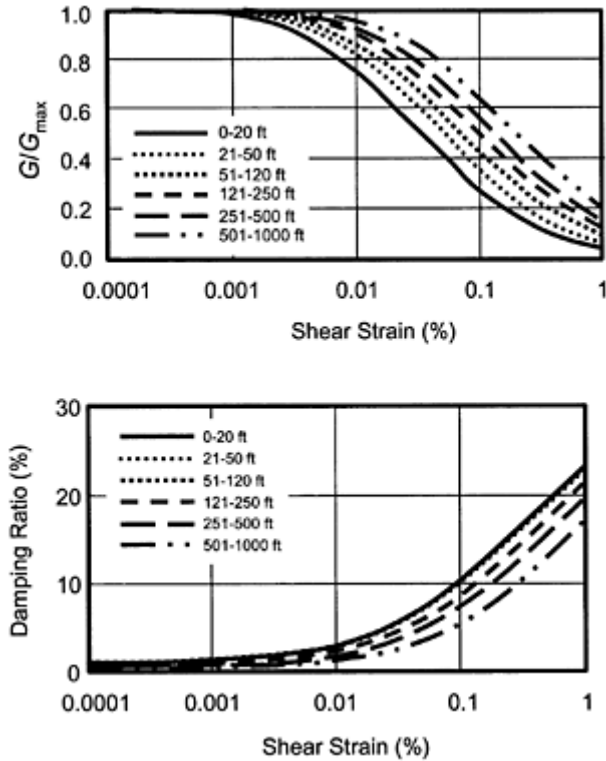 1.0
0.8
0.6
0.4
0.2
0.0
G/Gmax
0-20 ft
21-50 ft
51-120 ft
121-250 ft
251-500 ft
501-1000 ft
0.0001 0.001 0.01 0.1 1
Shear Strain (%)
30
20
10
0
Damping Ratio (%)
0-20 ft
21-50 ft
51-120 ft
121-250 ft
251-500 ft
501-1000 ft
0.0001 0.001 0.01 0.1 1
Shear Strain (%)